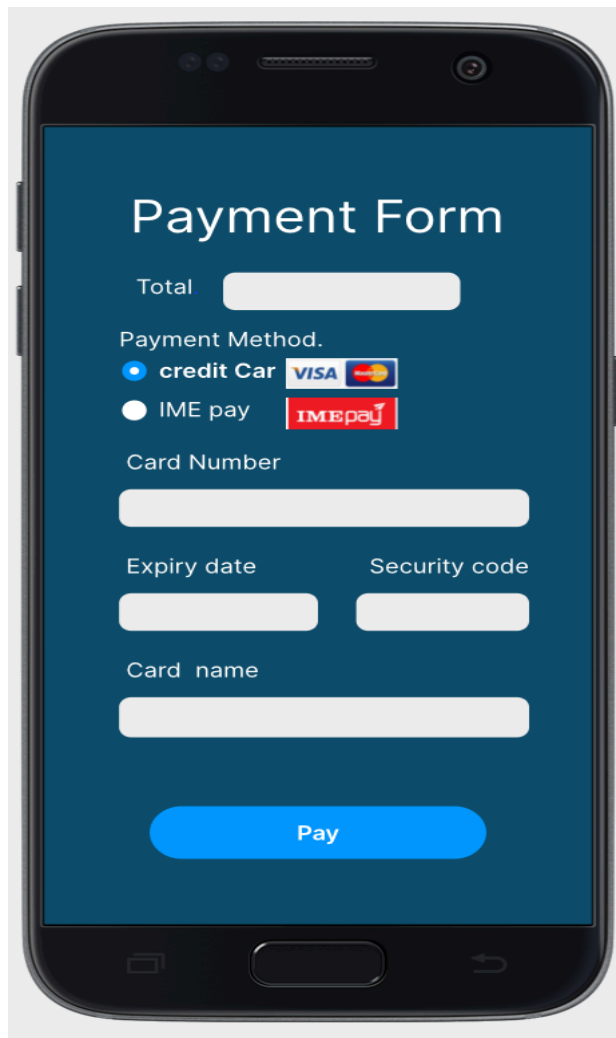 Payment Form
Total
Payment Method.
credit Car VISA MasterCard
IME pay IMEpay
Card Number
Expiry date Security code
Card  name
Pay